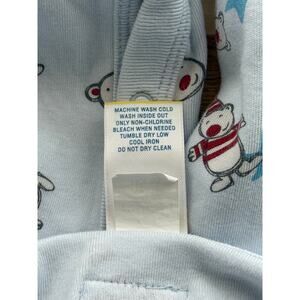 MACHINE WASH COLD
WASH INSIDE OUT
ONLY NON-CHLORINE
BLEACH WHEN NEEDED
TUMBLE DRY LOW
COOL IRON
DO NOT DRY CLEAN